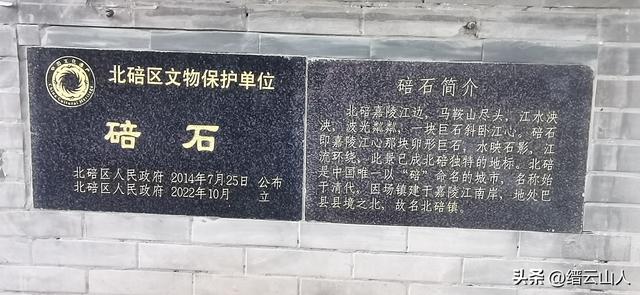 北碚区文物保护单位
碚 石
北碚区人民政府 2014年7月25日 公布
北碚区人民政府 2022年10月 立
碚石简介
北碚嘉陵江边，马鞍山尽头，江水泱
泱，波光粼粼，一块巨石斜卧江心。碚石
印嘉陵江心那块卵形巨石，水映石影，江
流环绕，此景已成北碚独特的地标。北碚
是中国唯一以“碚”命名的城市，名称始
于清代，因场镇建于嘉陵江南岸，地处巴
县县境之北，故名北碚镇。
头条 @缙云山人